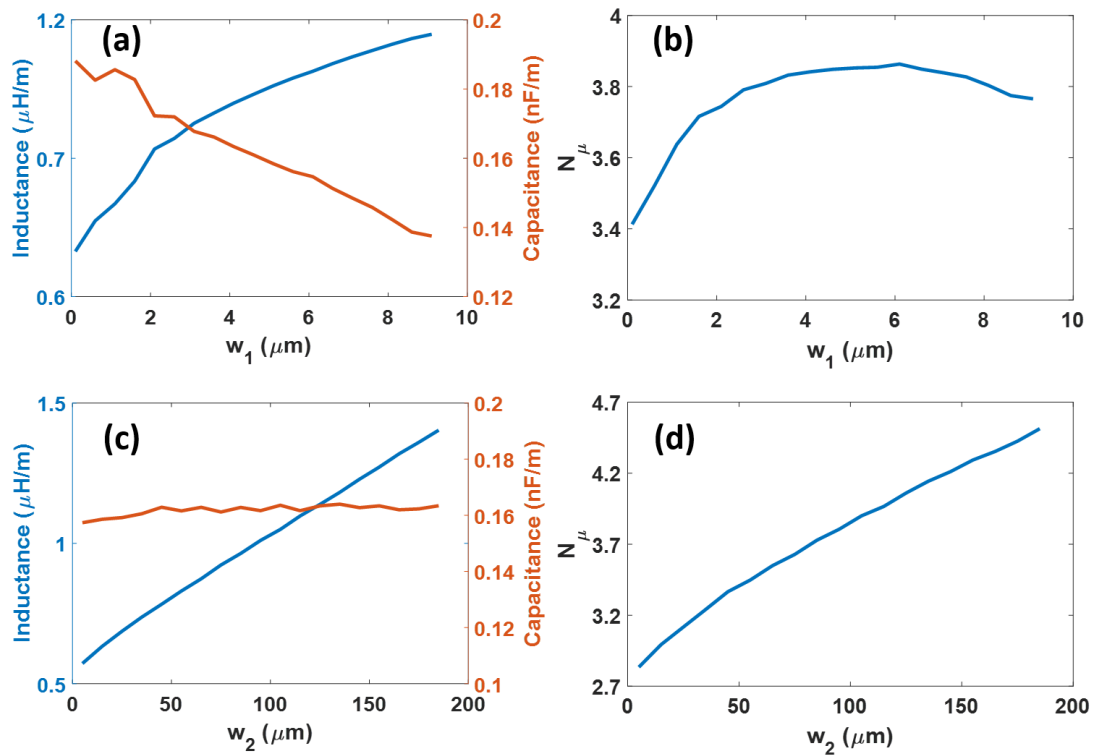 (a)
Inductance (μH/m)
1.2
0.7
0.6
0.2
0.18
0.16
0.14
0.12
Capacitance (nF/m)
0 2 4 6 8 10
w1 (μm)
(b)
Nμ
4
3.8
3.6
3.4
3.2
0 2 4 6 8 10
w1 (μm)
(c)
Inductance (μH/m)
1.5
1
0.5
0.2
0.18
0.16
0.14
0.12
0.1
Capacitance (nF/m)
0 50 100 150 200
w2 (μm)
(d)
Nμ
4.7
4.2
3.7
3.2
2.7
0 50 100 150 200
w2 (μm)